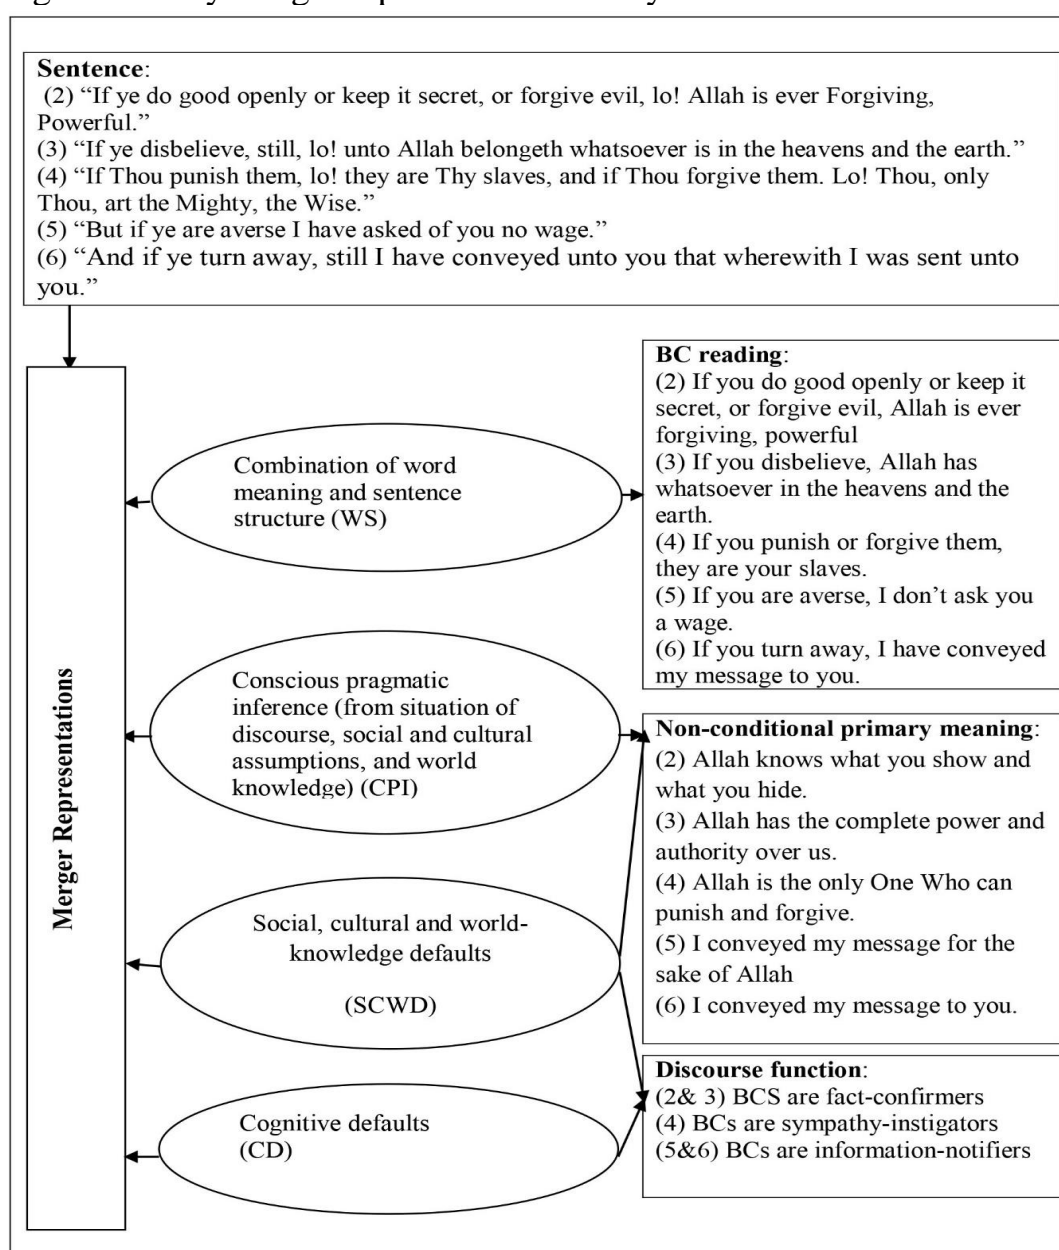 Sentence:
(2) “If ye do good openly or keep it secret, or forgive evil, lo! Allah is ever Forgiving,
Powerful.”
(3) “If ye disbelieve, still, lo! unto Allah belongeth whatsoever is in the heavens and the earth.”
(4) “If Thou punish them, lo! they are Thy slaves, and if Thou forgive them. Lo! Thou, only
Thou, art the Mighty, the Wise.”
(5) “But if ye are averse I have asked of you no wage.”
(6) “And if ye turn away, still I have conveyed unto you that wherewith I was sent unto
you.”
Merger Representations
Combination of word
meaning and sentence
structure (WS)
Conscious pragmatic
inference (from situation of
discourse, social and cultural
assumptions, and world
knowledge) (CPI)
Social, cultural and world-
knowledge defaults
(SCWD)
Cognitive defaults
(CD)
BC reading:
(2) If you do good openly or keep it
secret, or forgive evil, Allah is ever
forgiving, powerful
(3) If you disbelieve, Allah has
whatsoever in the heavens and the
earth.
(4) If you punish or forgive them,
they are your slaves.
(5) If you are averse, I don’t ask you
a wage.
(6) If you turn away, I have conveyed
my message to you.
Non-conditional primary meaning:
(2) Allah knows what you show and
what you hide.
(3) Allah has the complete power and
authority over us.
(4) Allah is the only One Who can
punish and forgive.
(5) I conveyed my message for the
sake of Allah
(6) I conveyed my message to you.
Discourse function:
(2& 3) BCS are fact-confirmers
(4) BCs are sympathy-instigators
(5&6) BCs are information-notifiers